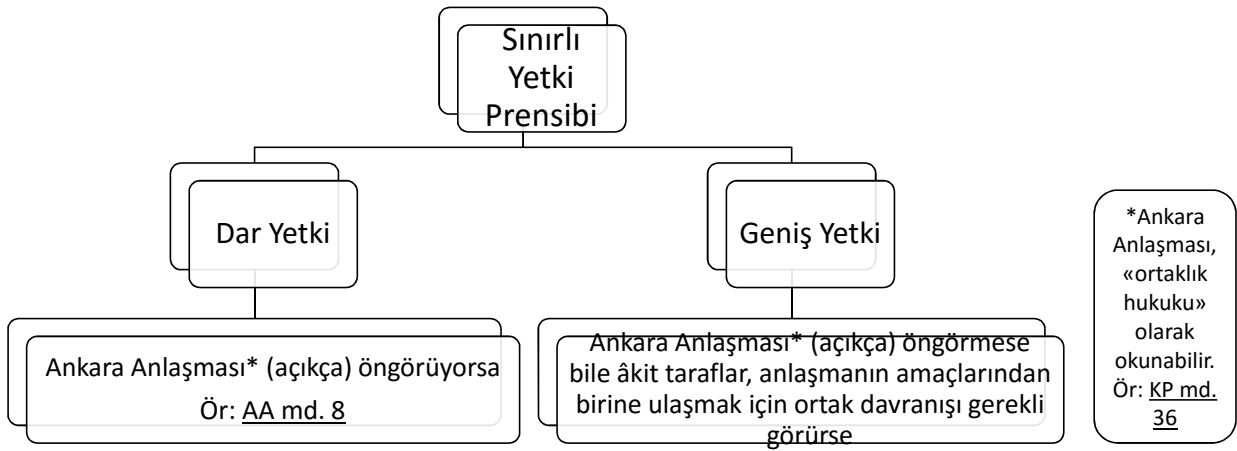 Sınırlı
Yetki
Prensibi
Dar Yetki
Geniş Yetki
Ankara Anlaşması* (açıkça) öngörüyorsa
Ör: AA md. 8
Ankara Anlaşması* (açıkça) öngörmese
bile âkit taraflar, anlaşmanın amaçlarından
birine ulaşmak için ortak davranışı gerekli
görürse
*Ankara
Anlaşması,
«ortaklık
hukuku»
olarak
okunabilir.
Ör: KP md.
36